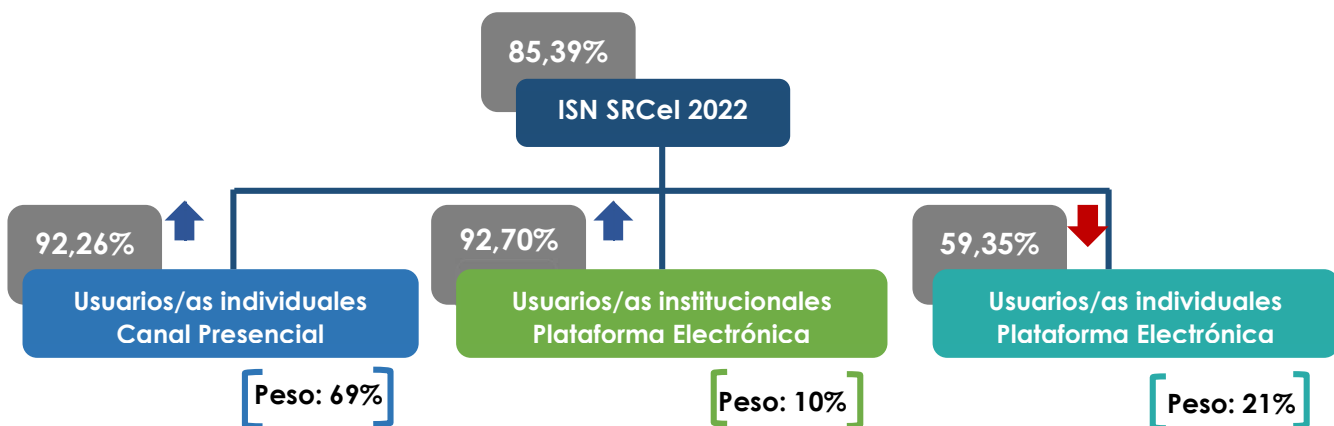 85,39%
ISN SRCeI 2022
92,26%
Usuarios/as individuales
Canal Presencial
Peso: 69%
92,70%
Usuarios/as institucionales
Plataforma Electrónica
Peso: 10%
59,35%
Usuarios/as individuales
Plataforma Electrónica
Peso: 21%